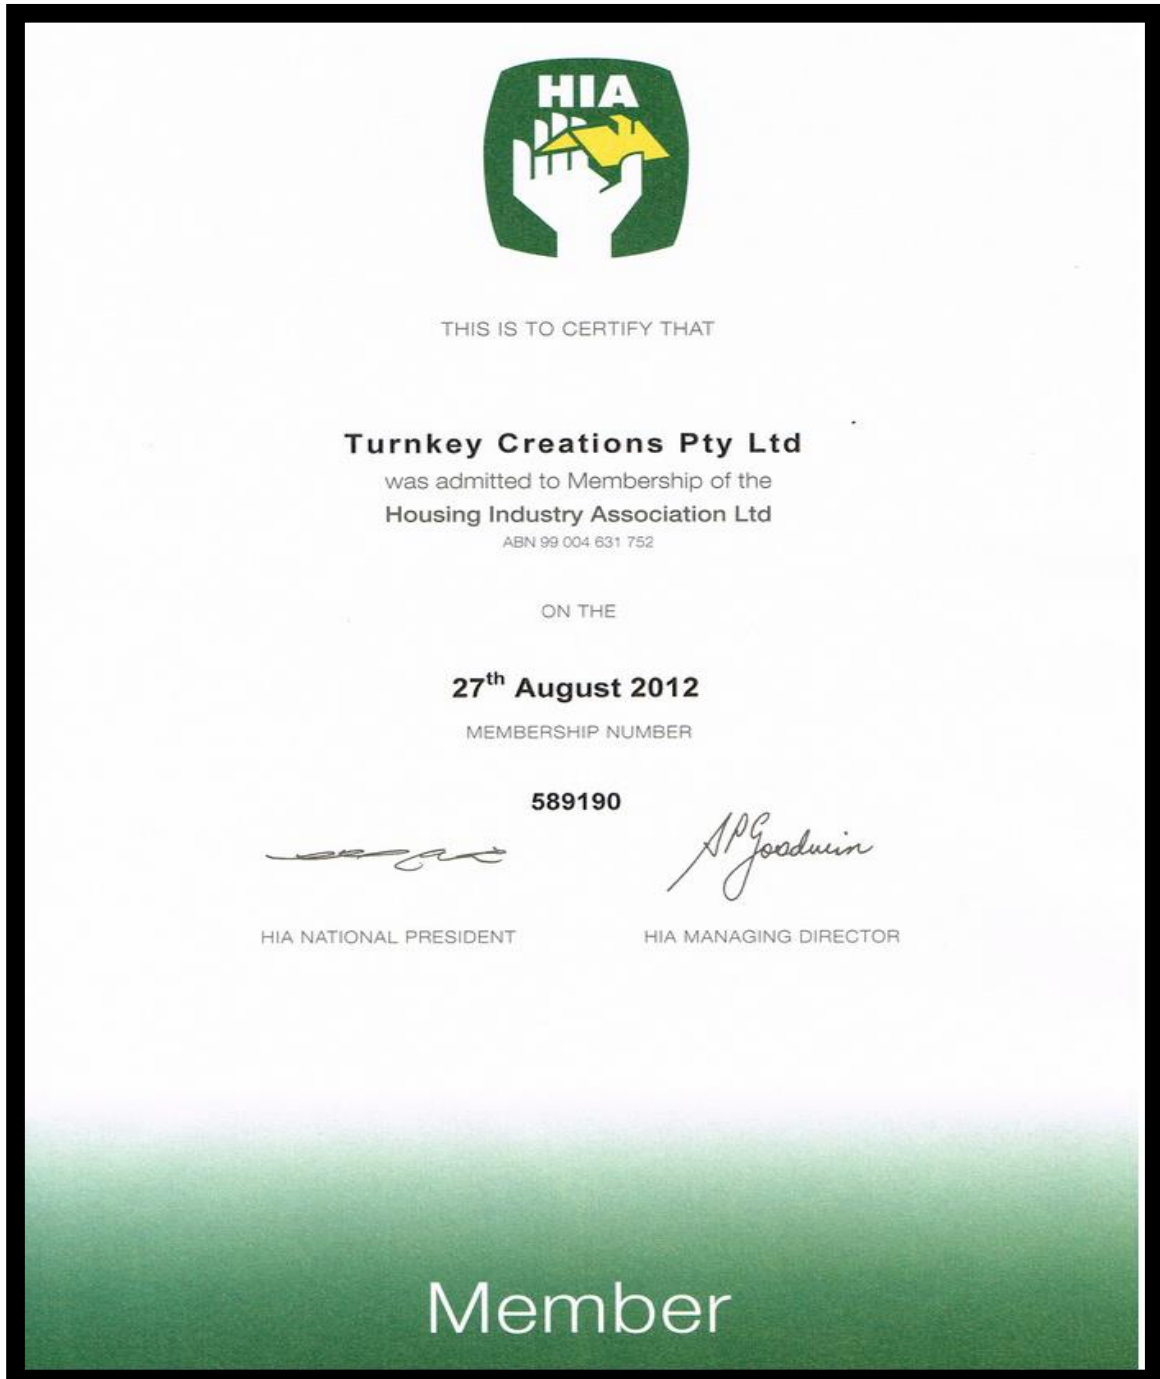 HIA
THIS IS TO CERTIFY THAT
Turnkey Creations Pty Ltd
was admitted to Membership of the
Housing Industry Association Ltd
ABN 99 004 631 752
ON THE
27th August 2012
MEMBERSHIP NUMBER
589190
SPGoodwin
HIA NATIONAL PRESIDENT HIA MANAGING DIRECTOR
Member